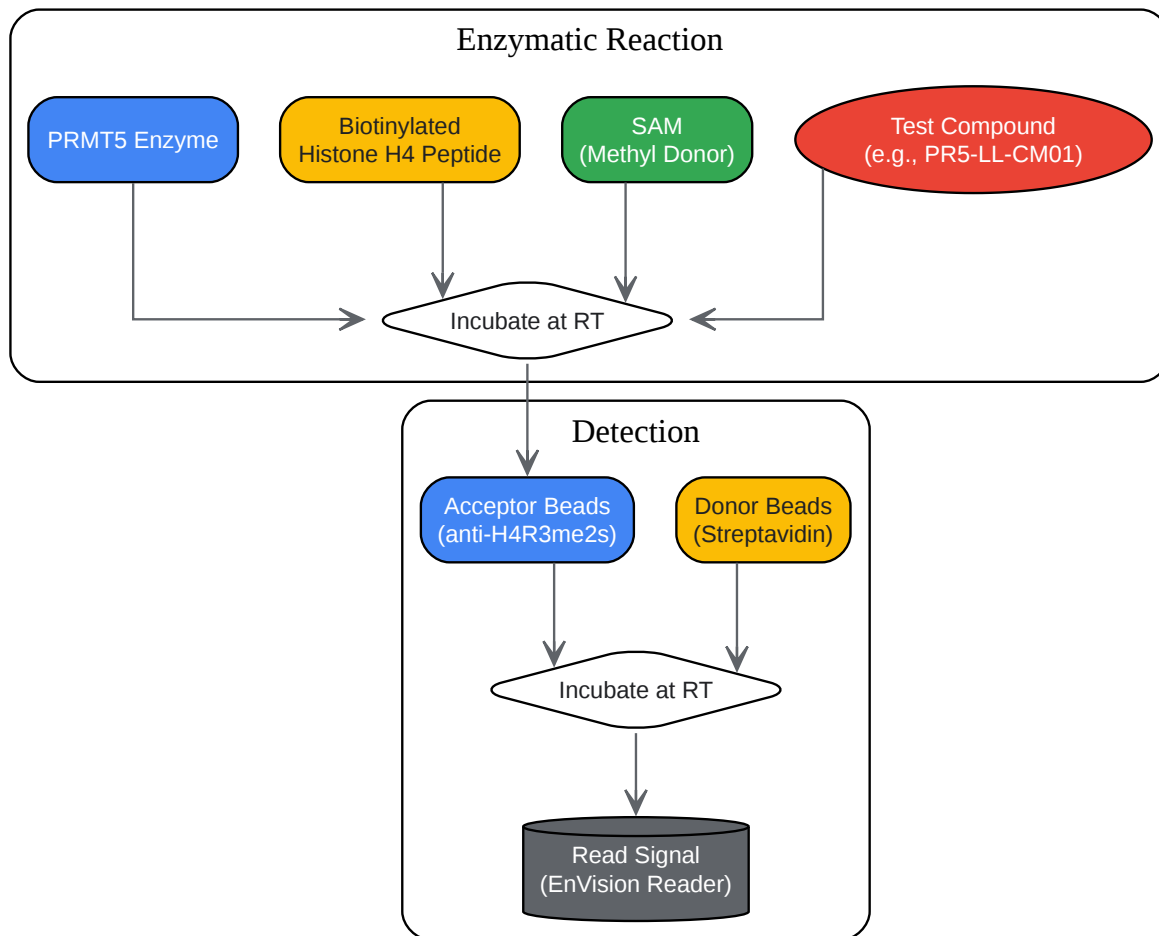 Enzymatic Reaction
PRMT5 Enzyme
Biotinylated
Histone H4 Peptide
SAM
(Methyl Donor)
Test Compound
(e.g., PR5-LL-CM01)
Incubate at RT
Detection
Acceptor Beads
(anti-H4R3me2s)
Donor Beads
(Streptavidin)
Incubate at RT
Read Signal
(EnVision Reader)